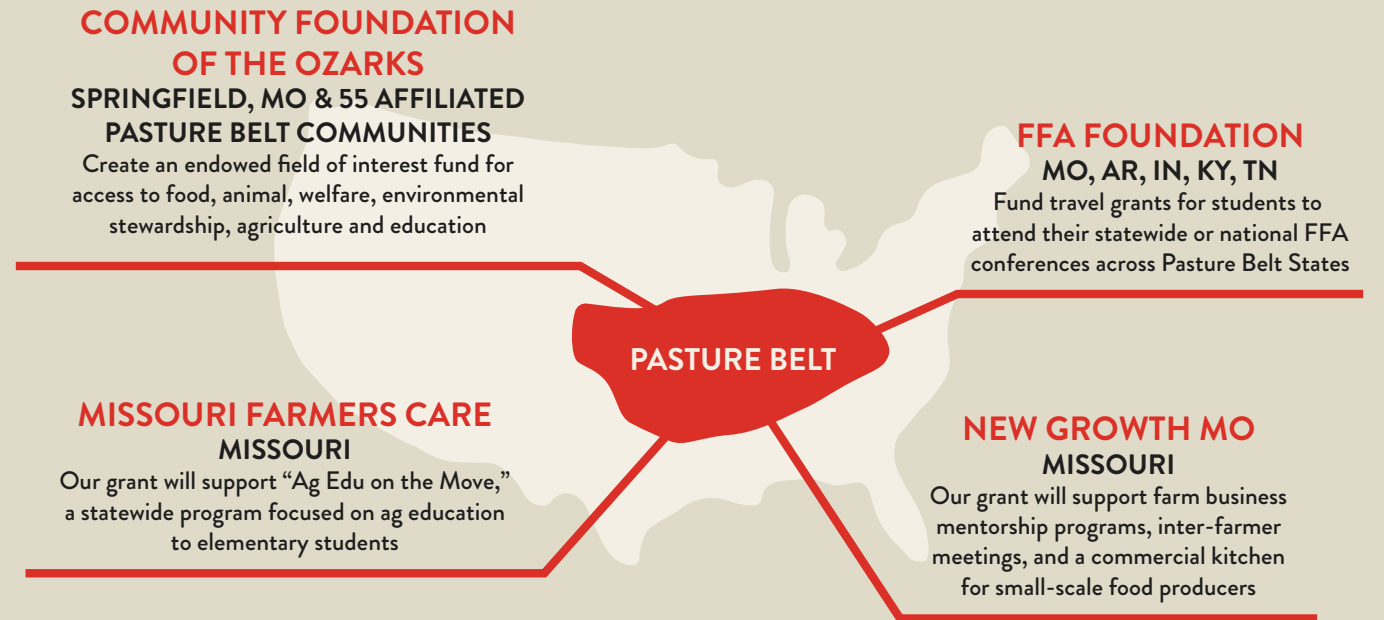 COMMUNITY FOUNDATION
OF THE OZARKS
SPRINGFIELD, MO & 55 AFFILIATED
PASTURE BELT COMMUNITIES
Create an endowed field of interest fund for
access to food, animal, welfare, environmental
stewardship, agriculture and education
FFA FOUNDATION
MO, AR, IN, KY, TN
Fund travel grants for students to
attend their statewide or national FFA
conferences across Pasture Belt States
PASTURE BELT
MISSOURI FARMERS CARE
MISSOURI
Our grant will support “Ag Edu on the Move,”
a statewide program focused on ag education
to elementary students
NEW GROWTH MO
MISSOURI
Our grant will support farm business
mentorship programs, inter-farmer
meetings, and a commercial kitchen
for small-scale food producers